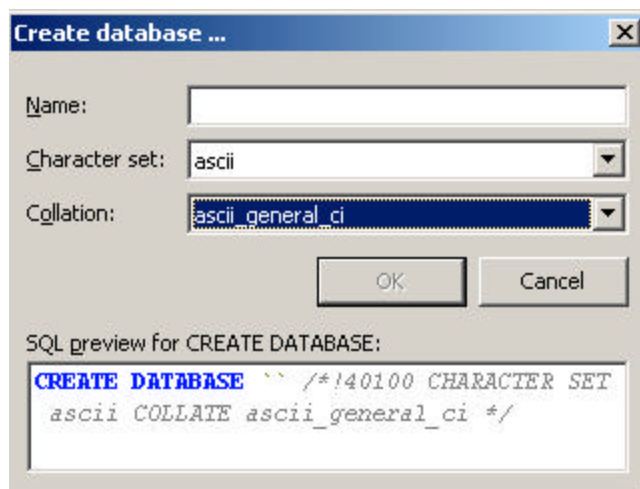 Create database ...
Name:
Character set: ascii
Collation: ascii_general_ci
OK Cancel
SQL preview for CREATE DATABASE:
CREATE DATABASE `` /*!40100 CHARACTER SET
ascii COLLATE ascii_general_ci */